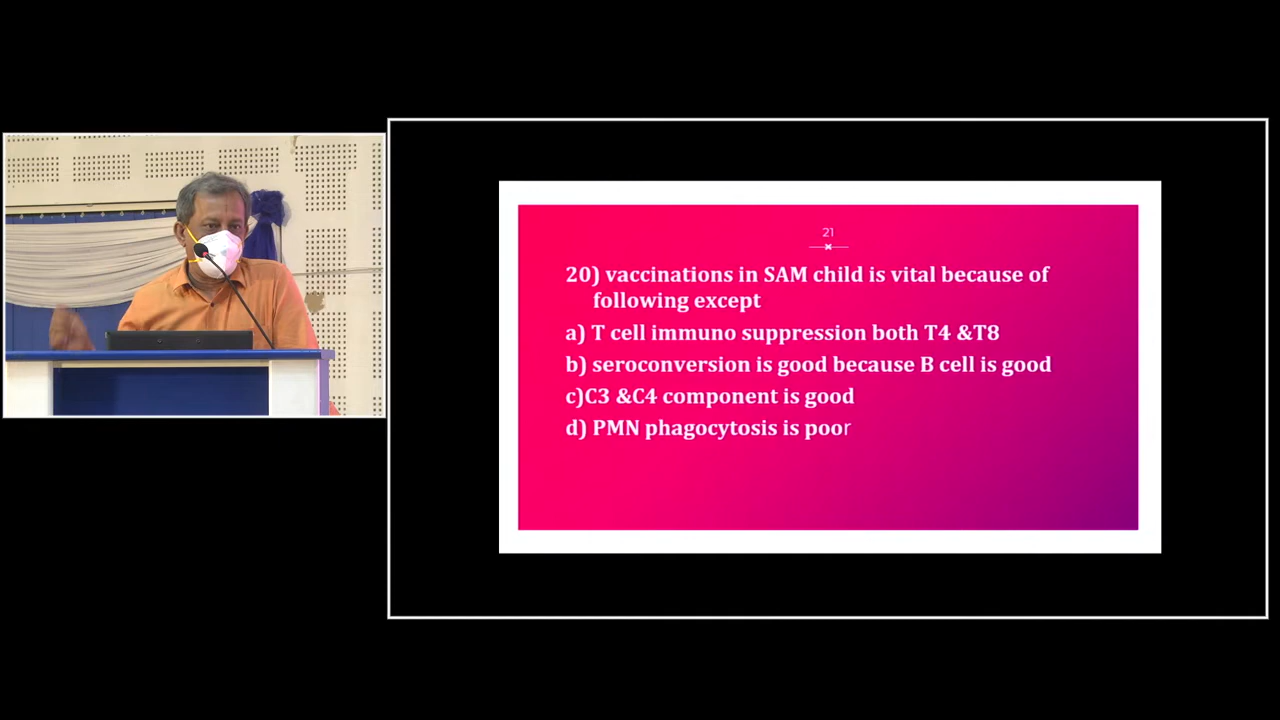 21
20) vaccinations in SAM child is vital because of
following except
a) T cell immuno suppression both T4 &T8
b) seroconversion is good because B cell is good
c)C3 &C4 component is good
d) PMN phagocytosis is poor